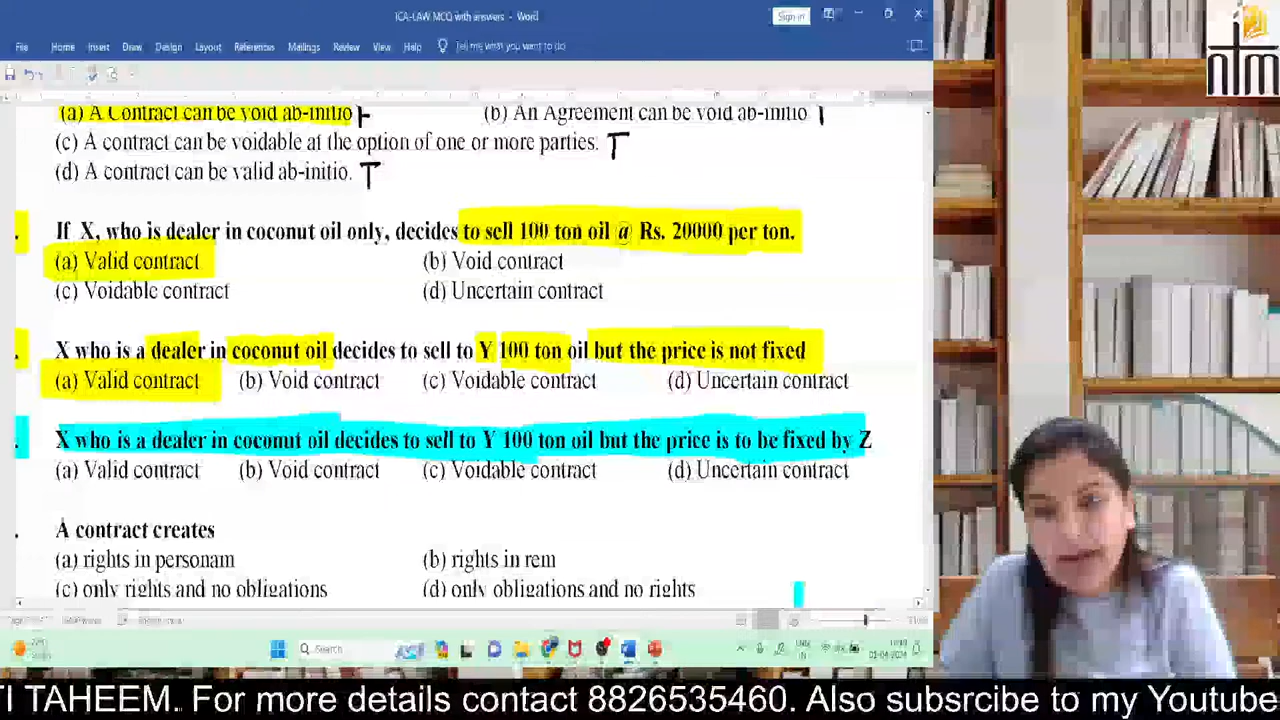 ICA-LAW MCQ with answers - Word
Sign in
File Home Insert Draw Design Layout References Mailings Review View Help Tell me what you want to do
(a) A Contract can be void ab-initio F (b) An Agreement can be void ab-initio T
(c) A contract can be voidable at the option of one or more parties. T
(d) A contract can be valid ab-initio. T
. If X, who is dealer in coconut oil only, decides to sell 100 ton oil @ Rs. 20000 per ton.
(a) Valid contract (b) Void contract
(c) Voidable contract (d) Uncertain contract
. X who is a dealer in coconut oil decides to sell to Y 100 ton oil but the price is not fixed
(a) Valid contract (b) Void contract (c) Voidable contract (d) Uncertain contract
. X who is a dealer in coconut oil decides to sell to Y 100 ton oil but the price is to be fixed by Z
(a) Valid contract (b) Void contract (c) Voidable contract (d) Uncertain contract
. A contract creates
(a) rights in personam (b) rights in rem
(c) only rights and no obligations (d) only obligations and no rights
Search
01-04-2024
ntm
TI TAHEEM. For more details contact 8826535460. Also subsrcibe to my Youtube